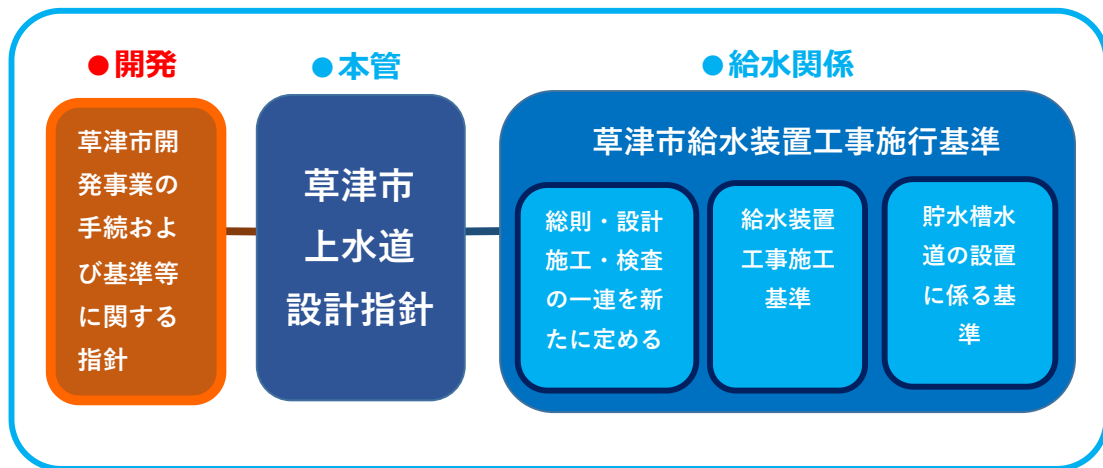 ●開発
草津市開
発事業の
手続およ
び基準等
に関する
指針
●本管
草津市
上水道
設計指針
●給水関係
草津市給水装置工事施行基準
総則・設計
施工・検査
の一連を新
たに定める
給水装置
工事施工
基準
貯水槽水
道の設置
に係る基
準